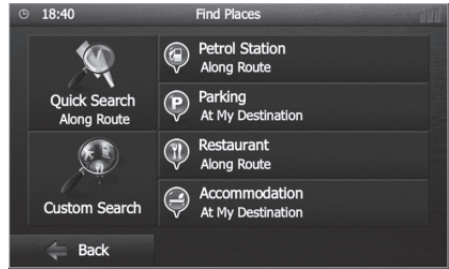 18:40 Find Places
Quick Search
Along Route
Custom Search
Petrol Station
Along Route
P Parking
At My Destination
Restaurant
Along Route
Accommodation
At My Destination
Back